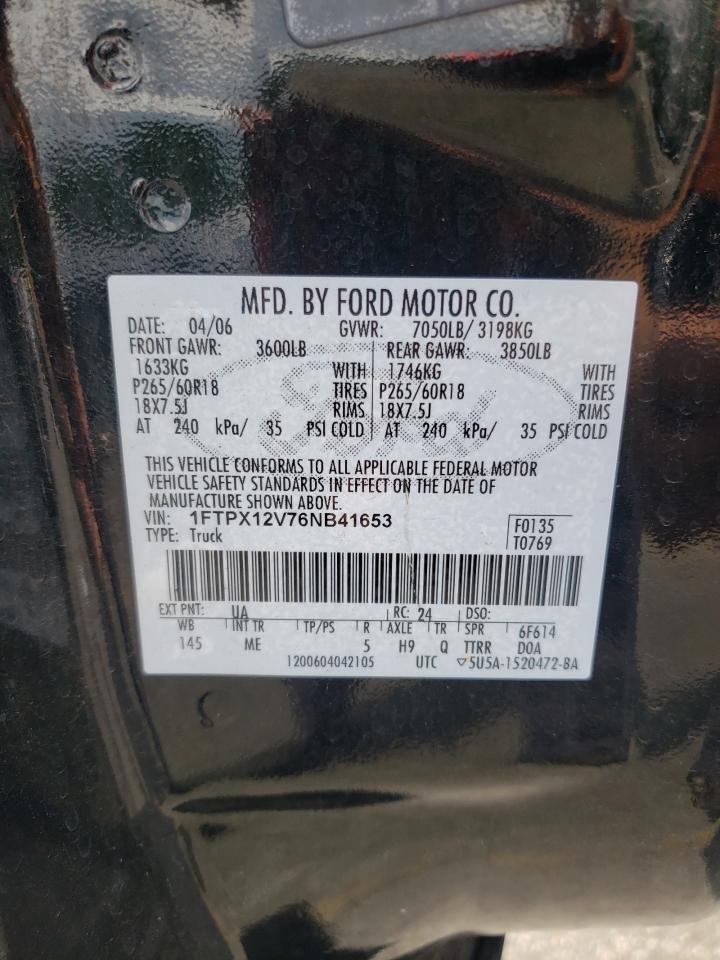 MFD. BY FORD MOTOR CO.
DATE: 04/06 GVWR: 7050LB/ 3198KG
FRONT GAWR: 3600LB REAR GAWR: 3850LB
1633KG WITH 1746KG WITH
P265/60R18 TIRES P265/60R18 TIRES
18X7.5J RIMS 18X7.5J RIMS
AT 240 kPa/ 35 PSI COLD AT 240 kPa/ 35 PSI COLD
Ford
THIS VEHICLE CONFORMS TO ALL APPLICABLE FEDERAL MOTOR
VEHICLE SAFETY STANDARDS IN EFFECT ON THE DATE OF
MANUFACTURE SHOWN ABOVE.
VIN: 1FTPX12V76NB41653 F0135
TYPE: Truck T0769
EXT PNT: UA RC: 24 DSO:
WB INT TR TP/PS R AXLE TR SPR 6F614
145 ME 5 H9 Q TTRR DOA
1200604042105 UTC ▽5U5A-1520472-BA